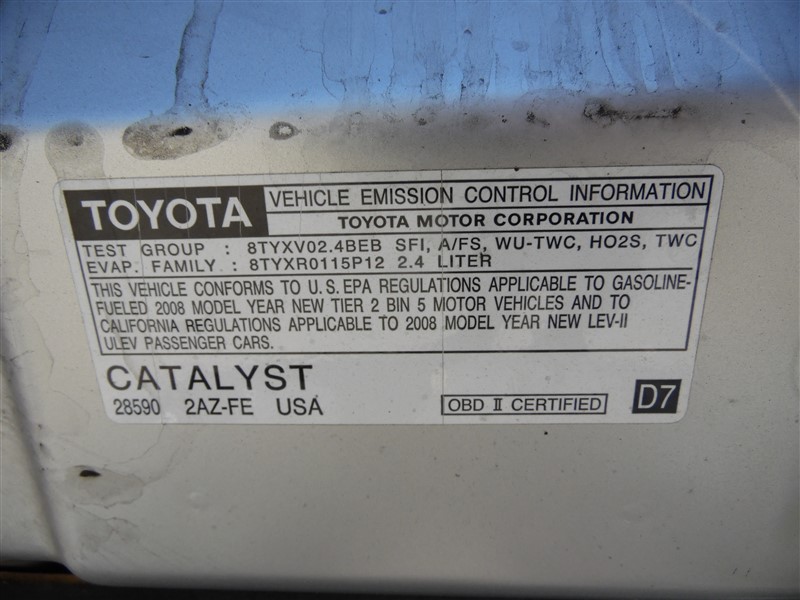 TOYOTA
VEHICLE EMISSION CONTROL INFORMATION
TOYOTA MOTOR CORPORATION
TEST GROUP : 8TYXV02.4BEB SFI, A/FS, WU-TWC, HO2S, TWC
EVAP. FAMILY : 8TYXR0115P12 2.4 LITER
THIS VEHICLE CONFORMS TO U.S.EPA REGULATIONS APPLICABLE TO GASOLINE-
FUELED 2008 MODEL YEAR NEW TIER 2 BIN 5 MOTOR VEHICLES AND TO
CALIFORNIA REGULATIONS APPLICABLE TO 2008 MODEL YEAR NEW LEV-II
ULEV PASSENGER CARS.
CATALYST
28590 2AZ-FE USA
OBD II CERTIFIED
D7